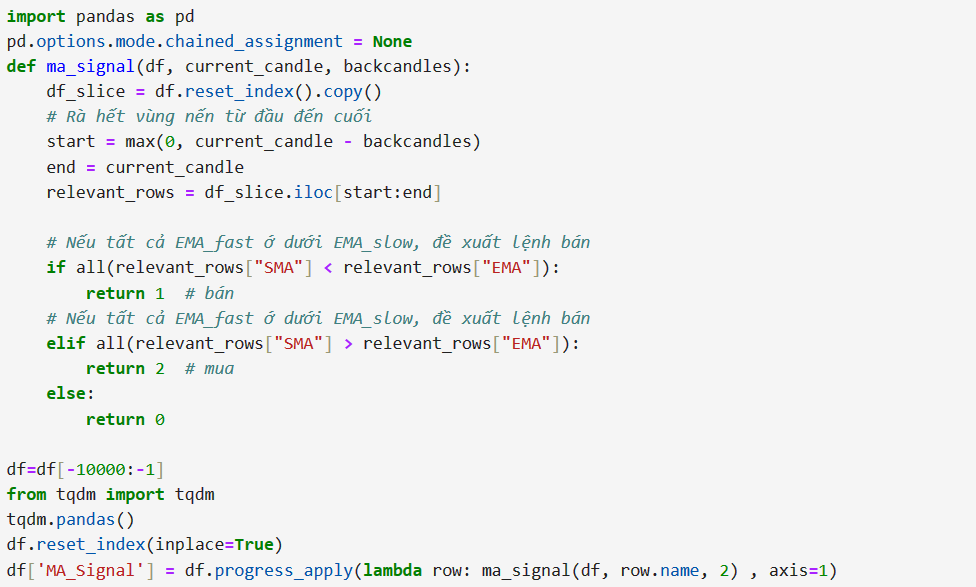 import pandas as pd
pd.options.mode.chained_assignment = None
def ma_signal(df, current_candle, backcandles):
    df_slice = df.reset_index().copy()
    # Rà hết vùng nến từ đầu đến cuối
    start = max(0, current_candle - backcandles)
    end = current_candle
    relevant_rows = df_slice.iloc[start:end]

    # Nếu tất cả EMA_fast ở dưới EMA_slow, đề xuất lệnh bán
    if all(relevant_rows["SMA"] < relevant_rows["EMA"]):
        return 1  # bán
    # Nếu tất cả EMA_fast ở dưới EMA_slow, đề xuất lệnh bán
    elif all(relevant_rows["SMA"] > relevant_rows["EMA"]):
        return 2  # mua
    else:
        return 0

df=df[-10000:-1]
from tqdm import tqdm
tqdm.pandas()
df.reset_index(inplace=True)
df['MA_Signal'] = df.progress_apply(lambda row: ma_signal(df, row.name, 2) , axis=1)